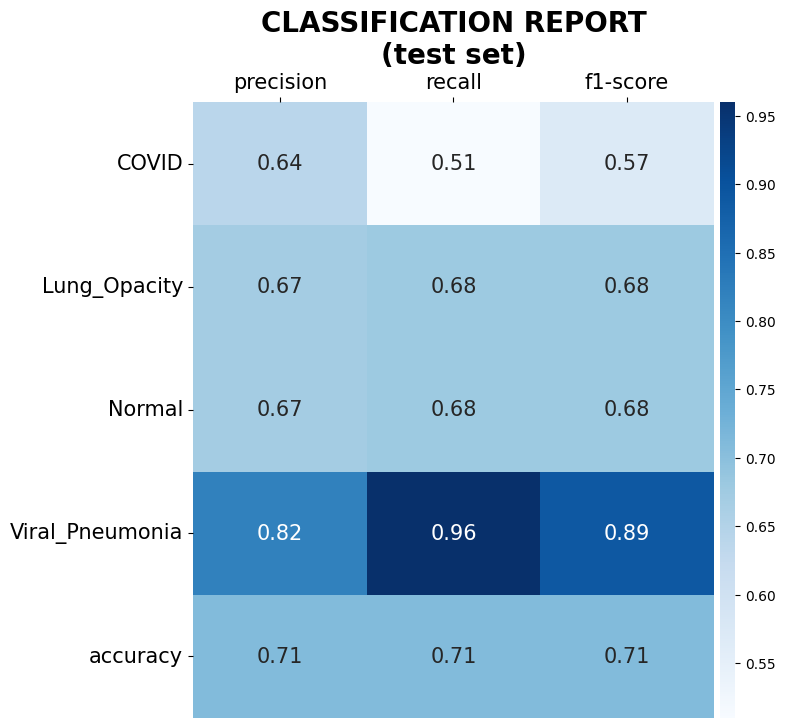 CLASSIFICATION REPORT
(test set)
precision recall f1-score
COVID 0.64 0.51 0.57
Lung_Opacity 0.67 0.68 0.68
Normal 0.67 0.68 0.68
Viral_Pneumonia 0.82 0.96 0.89
accuracy 0.71 0.71 0.71
0.95
0.90
0.85
0.80
0.75
0.70
0.65
0.60
0.55